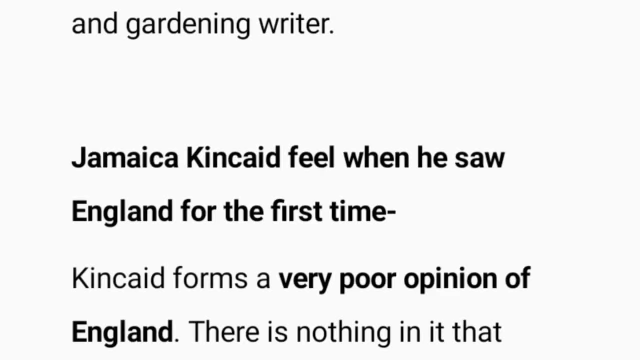 and gardening writer.
Jamaica Kincaid feel when he saw
England for the first time-
Kincaid forms a very poor opinion of
England. There is nothing in it that